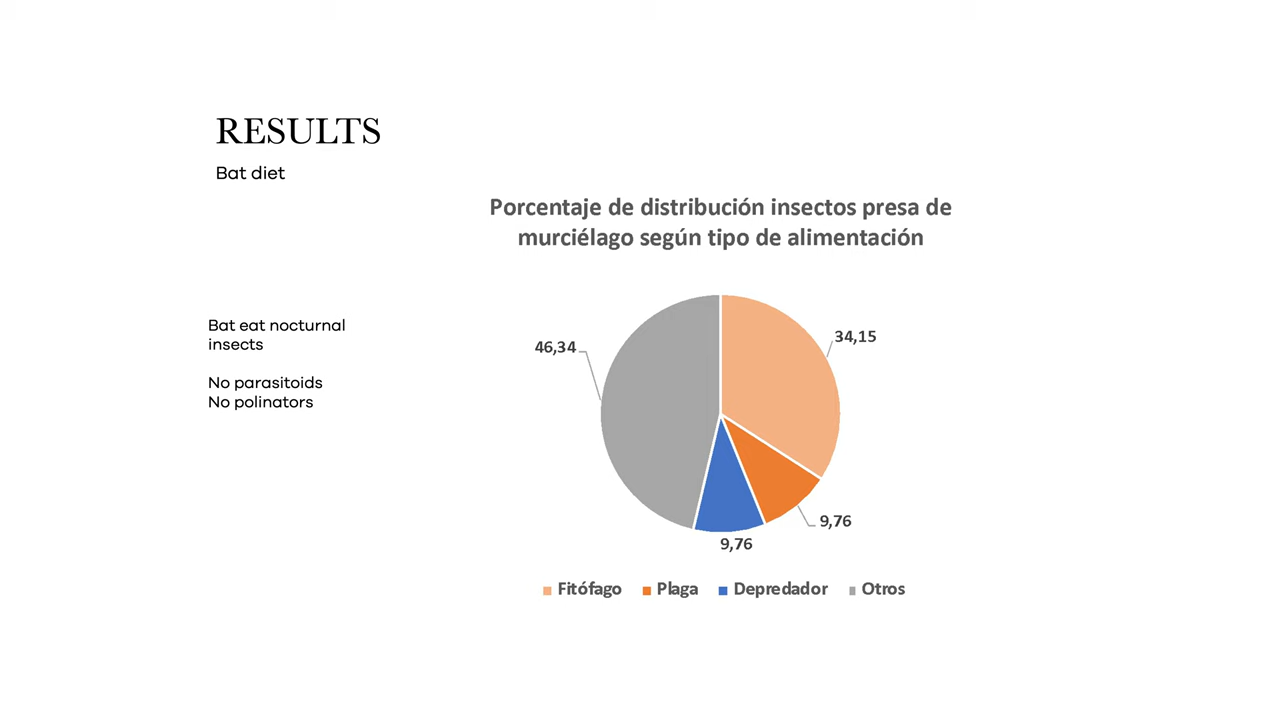 RESULTS
Bat diet
Porcentaje de distribución insectos presa de
murciélago según tipo de alimentación
Bat eat nocturnal
insects
No parasitoids
No polinators
46,34
34,15
9,76
9,76
Fitófago Plaga Depredador Otros